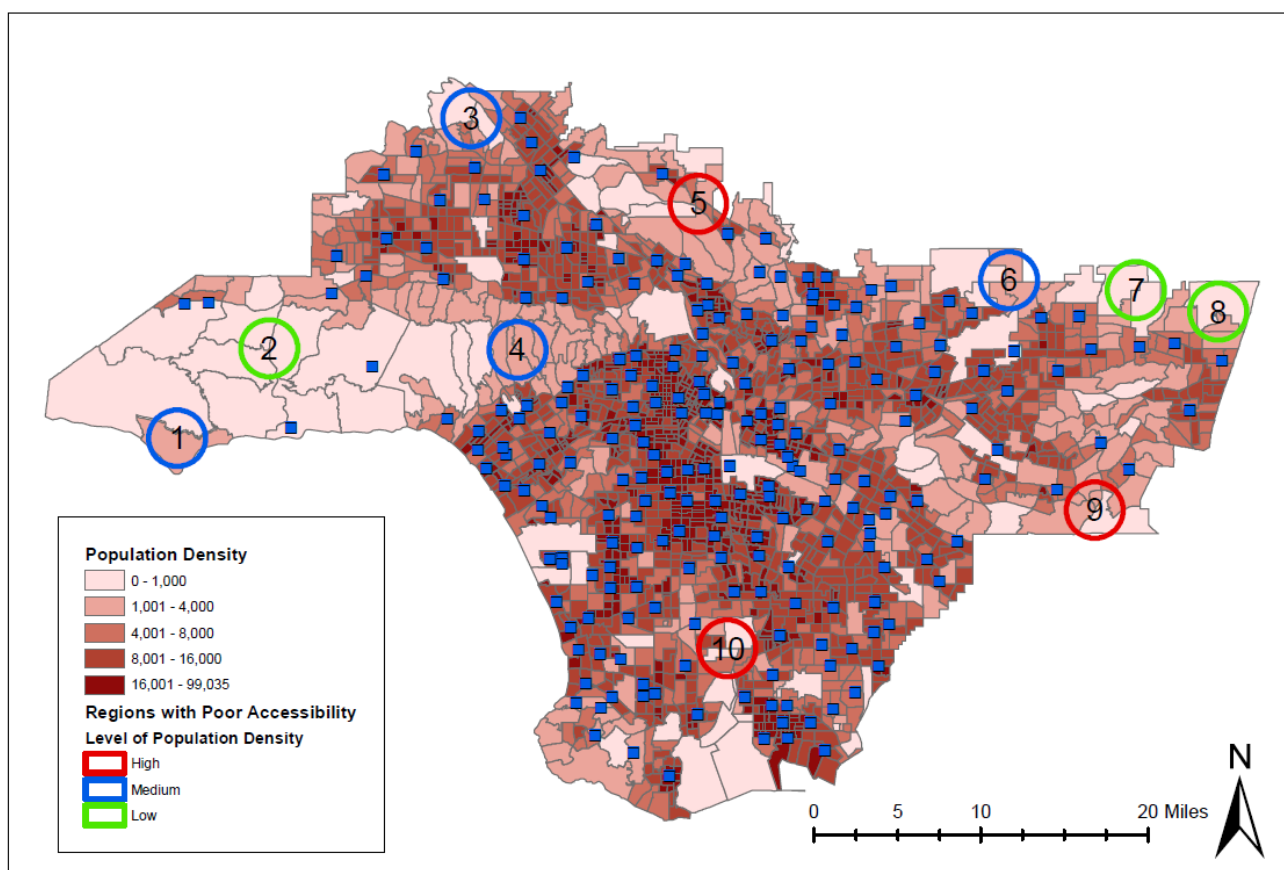 3
5
6
7
8
2
4
1
9
10
Population Density
0 - 1,000
1,001 - 4,000
4,001 - 8,000
8,001 - 16,000
16,001 - 99,035
Regions with Poor Accessibility
Level of Population Density
High
Medium
Low
N
0 5 10 20 Miles